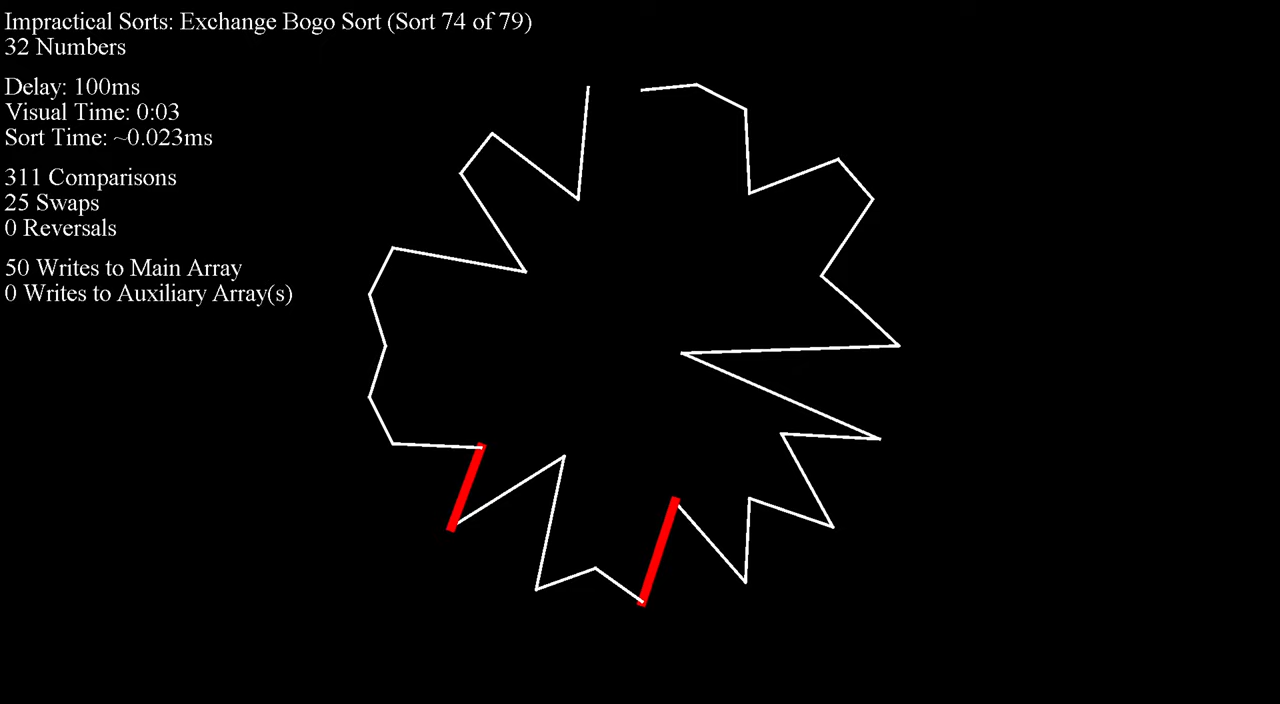 Impractical Sorts: Exchange Bogo Sort (Sort 74 of 79)
32 Numbers
Delay: 100ms
Visual Time: 0:03
Sort Time: ~0.023ms
311 Comparisons
25 Swaps
0 Reversals
50 Writes to Main Array
0 Writes to Auxiliary Array(s)